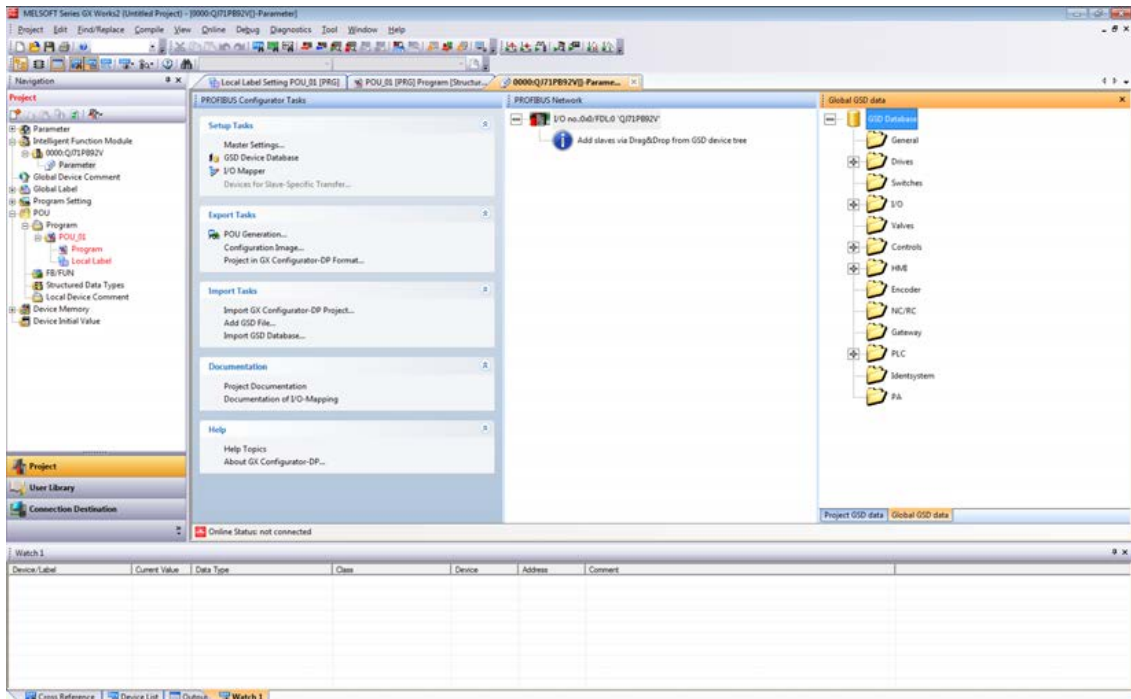 MELSOFT Series GX Works2 (Untitled Project) - [0000:QJ71PB92V()-Parameter]
Project Edit Find/Replace Compile View Online Debug Diagnostics Tool Window Help
Navigation
Project
Parameter
Intelligent Function Module
0000:QJ71PB92V
Parameter
Global Device Comment
Global Label
Program Setting
POU
Program
POU_01
Program
Local Label
FB/FUN
Structured Data Types
Local Device Comment
Device Memory
Device Initial Value
Project
User Library
Connection Destination
Local Label Setting POU_01 [PRG]
POU_01 [PRG] Program [Structur...
0000:QJ71PB92V()-Parame...
PROFIBUS Configurator Tasks
Setup Tasks
Master Settings...
GSD Device Database
I/O Mapper
Devices for Slave-Specific Transfer...
Export Tasks
POU Generation...
Configuration Image...
Project in GX Configurator-DP Format...
Import Tasks
Import GX Configurator-DP Project...
Add GSD File...
Import GSD Database...
Documentation
Project Documentation
Documentation of I/O-Mapping
Help
Help Topics
About GX Configurator-DP...
Online Status: not connected
PROFIBUS Network
I/O no.:0x0/FDL:0 'QJ71PB92V'
Add slaves via Drag&Drop from GSD device tree
Global GSD data
GSD Database
General
Drives
Switches
I/O
Valves
Controls
HMI
Encoder
NC/RC
Gateway
PLC
Identsystem
PA
Project GSD data
Global GSD data
Watch 1
Device/Label Current Value Data Type Class Device Address Comment
Cross Reference Device List Output Watch 1